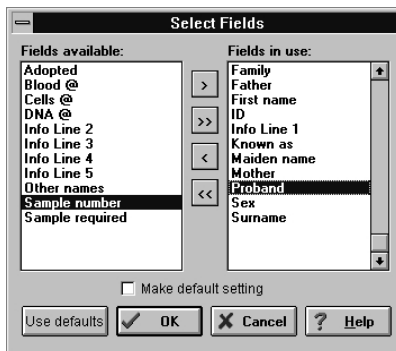 Select Fields
Fields available:
Adopted
Blood @
Cells @
DNA @
Info Line 2
Info Line 3
Info Line 4
Info Line 5
Other names
Sample number
Sample required
>
>>
<
<<
Fields in use:
Family
Father
First name
ID
Info Line 1
Known as
Maiden name
Mother
Proband
Sex
Surname
Make default setting
Use defaults
OK
Cancel
? Help